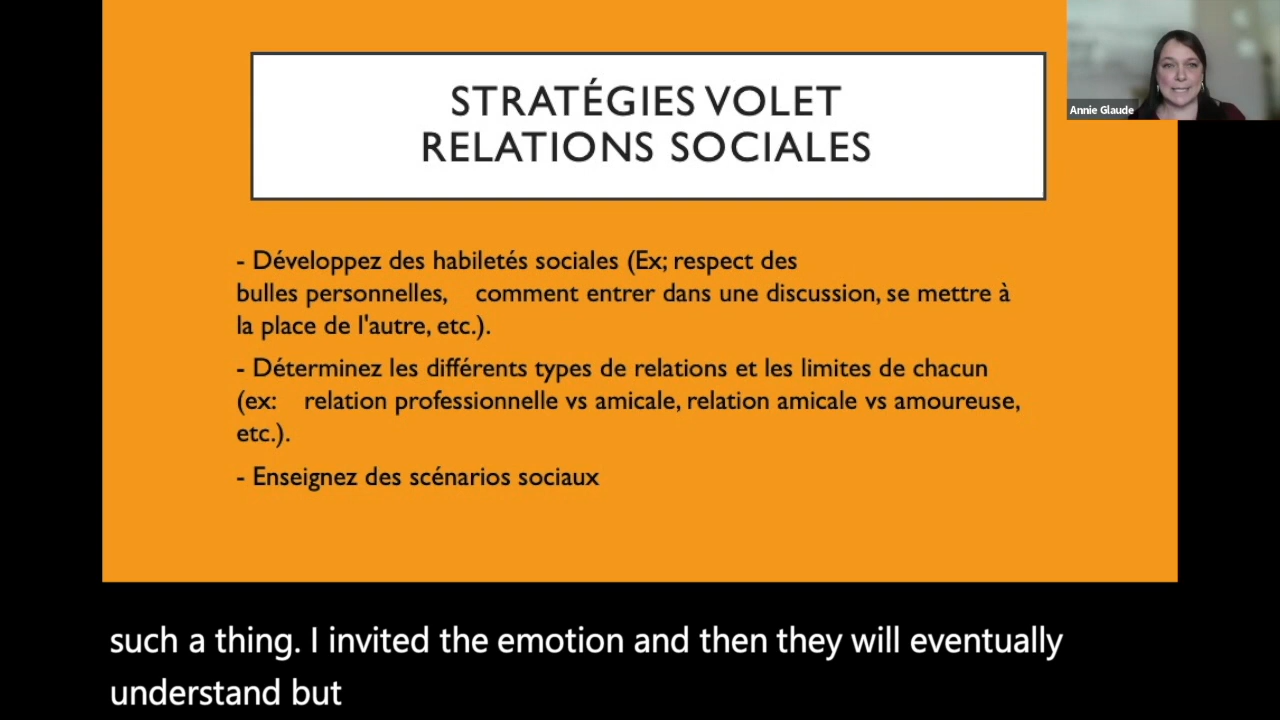 STRATÉGIES VOLET
RELATIONS SOCIALES
Annie Glaude
- Développez des habiletés sociales (Ex; respect des
bulles personnelles, comment entrer dans une discussion, se mettre à
la place de l'autre, etc.).
- Déterminez les différents types de relations et les limites de chacun
(ex: relation professionnelle vs amicale, relation amicale vs amoureuse,
etc.).
- Enseignez des scénarios sociaux
such a thing. I invited the emotion and then they will eventually
understand but